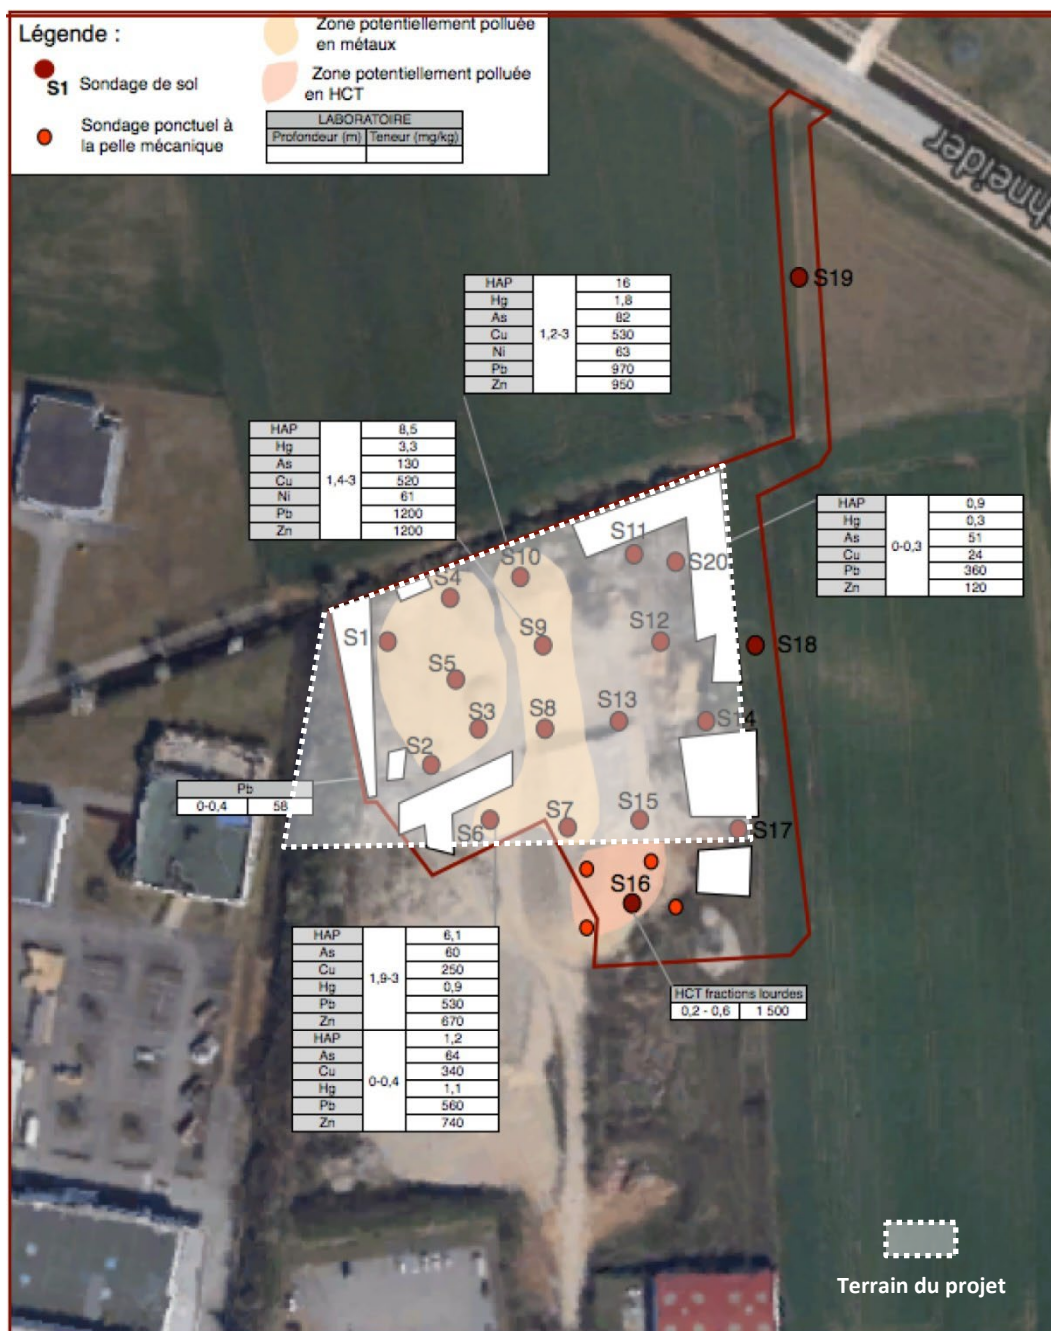 Légende :
S1 Sondage de sol
Sondage ponctuel à
la pelle mécanique
Zone potentiellement polluée
en métaux
Zone potentiellement polluée
en HCT
LABORATOIRE
Profondeur (m) Teneur (mg/kg)
chneider
S19
HAP 16
Hg 1,8
As 82
Cu 1,2-3 530
Ni 63
Pb 970
Zn 950
HAP 8,5
Hg 3,3
As 130
Cu 1,4-3 520
Ni 61
Pb 1200
Zn 1200
HAP 0,9
Hg 0,3
As 0-0,3 51
Cu 24
Pb 360
Zn 120
S11
S20
S10
S4
S1
S9
S12
S18
S5
S3
S8
S13
S14
S2
Pb
0-0,4 58
S6
S7
S15
S17
S16
HAP 6,1
As 60
Cu 1,9-3 250
Hg 0,9
Pb 530
Zn 670
HAP 1,2
As 64
Cu 0-0,4 340
Hg 1,1
Pb 560
Zn 740
HCT fractions lourdes
0,2 - 0,6 1 500
Terrain du projet